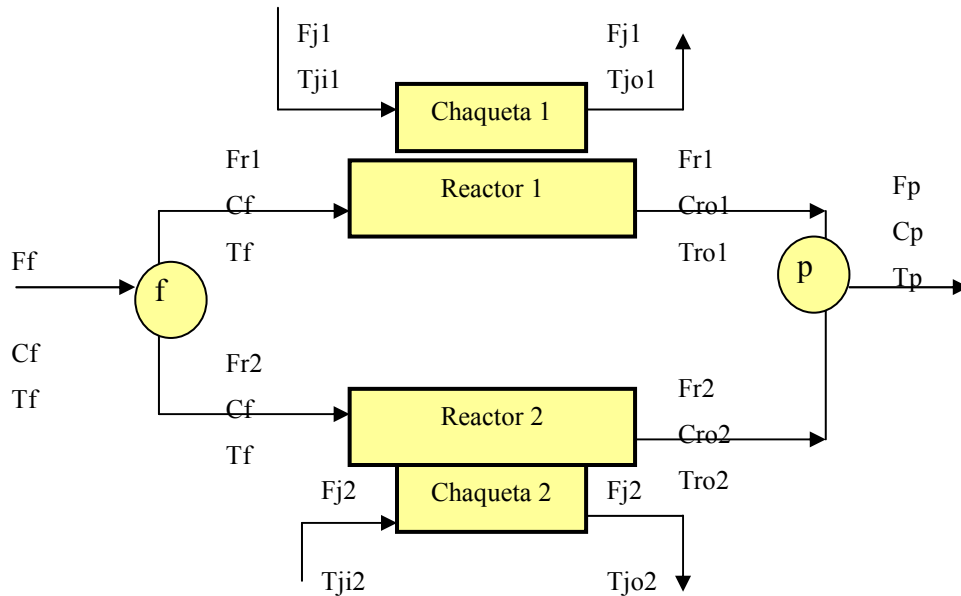 Fj1
Tji1
Chaqueta 1
Fj1
Tjo1
Fr1
Cf
Tf
Reactor 1
Fr1
Cro1
Tro1
Ff
Cf
Tf
f
p
Fp
Cp
Tp
Fr2
Cf
Tf
Reactor 2
Fr2
Cro2
Tro2
Fj2
Tji2
Chaqueta 2
Fj2
Tjo2